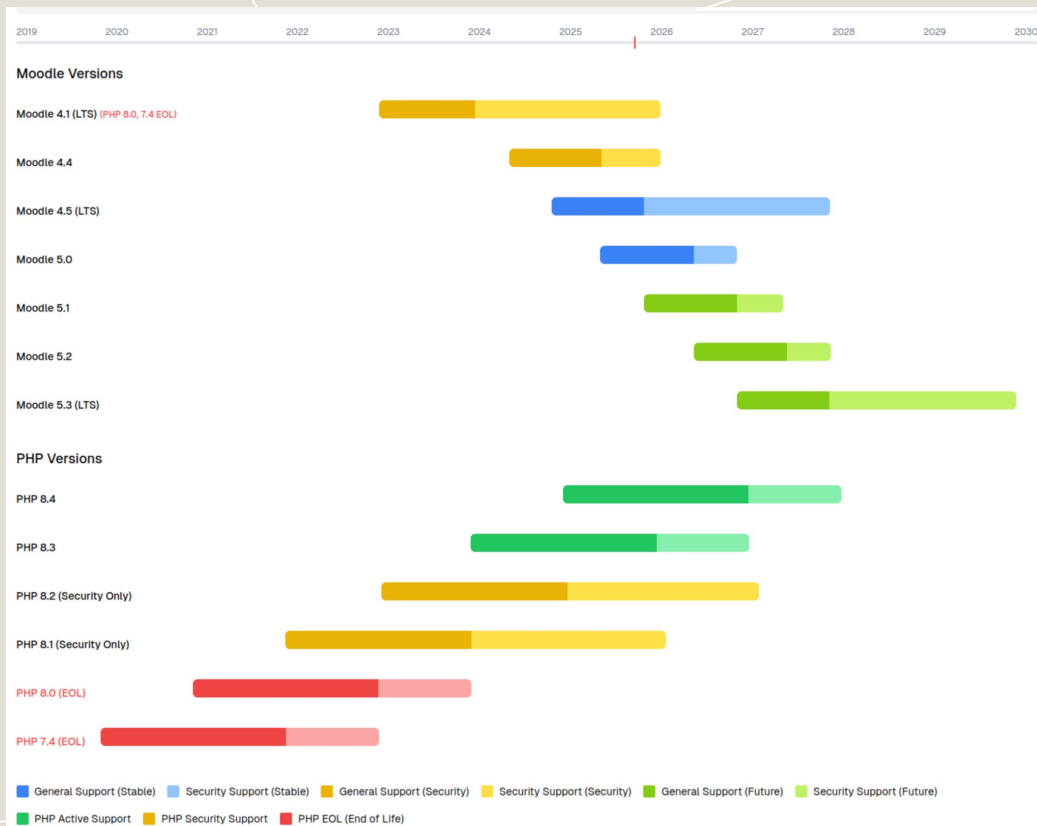 2019 2020 2021 2022 2023 2024 2025 2026 2027 2028 2029 2030
Moodle Versions
Moodle 4.1 (LTS) (PHP 8.0, 7.4 EOL)
Moodle 4.4
Moodle 4.5 (LTS)
Moodle 5.0
Moodle 5.1
Moodle 5.2
Moodle 5.3 (LTS)
PHP Versions
PHP 8.4
PHP 8.3
PHP 8.2 (Security Only)
PHP 8.1 (Security Only)
PHP 8.0 (EOL)
PHP 7.4 (EOL)
General Support (Stable) Security Support (Stable) General Support (Security) Security Support (Security) General Support (Future) Security Support (Future)
PHP Active Support PHP Security Support PHP EOL (End of Life)